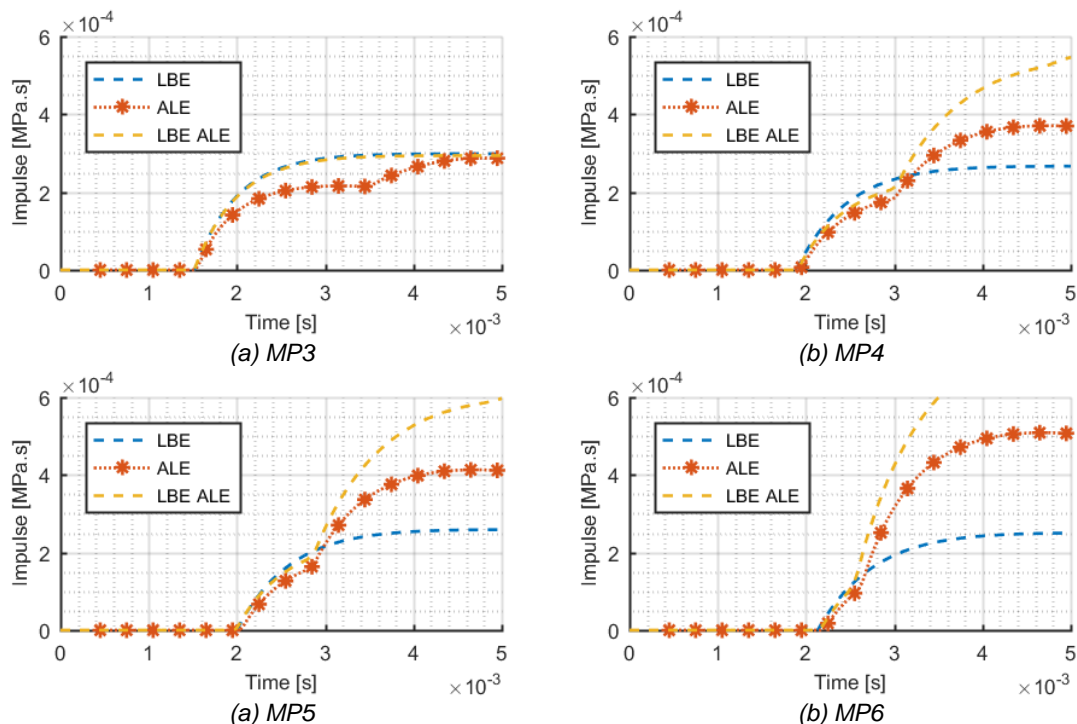 ×10⁻⁴
6
4
2
0
Impulse [MPa.s]
LBE
ALE
LBE ALE
0 1 2 3 4 5
Time [s]
×10⁻³
(a) MP3
×10⁻⁴
6
4
2
0
Impulse [MPa.s]
LBE
ALE
LBE ALE
0 1 2 3 4 5
Time [s]
×10⁻³
(b) MP4
×10⁻⁴
6
4
2
0
Impulse [MPa.s]
LBE
ALE
LBE ALE
0 1 2 3 4 5
Time [s]
×10⁻³
(a) MP5
×10⁻⁴
6
4
2
0
Impulse [MPa.s]
LBE
ALE
LBE ALE
0 1 2 3 4 5
Time [s]
×10⁻³
(b) MP6